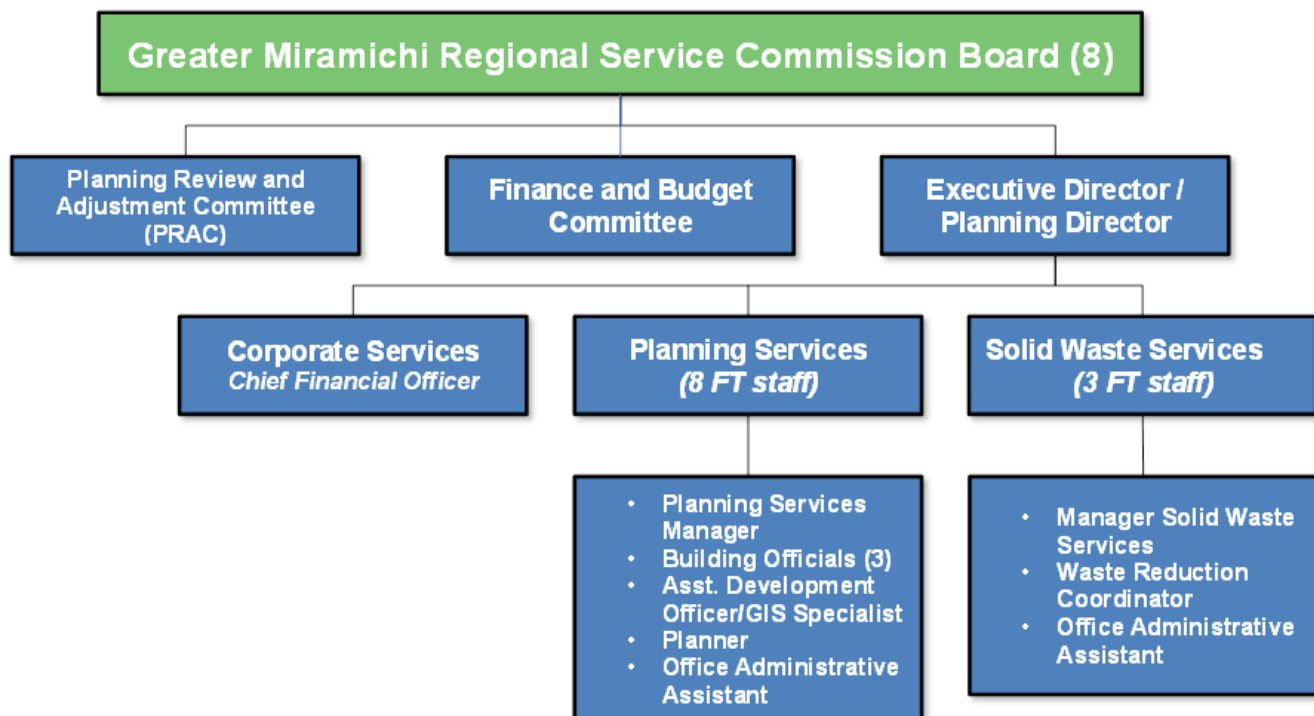 Greater Miramichi Regional Service Commission Board (8)
Planning Review and
Adjustment Committee
(PRAC)
Finance and Budget
Committee
Executive Director /
Planning Director
Corporate Services
Chief Financial Officer
Planning Services
(8 FT staff)
Solid Waste Services
(3 FT staff)
• Planning Services
Manager
• Building Officials (3)
• Asst. Development
Officer/GIS Specialist
• Planner
• Office Administrative
Assistant
• Manager Solid Waste
Services
• Waste Reduction
Coordinator
• Office Administrative
Assistant